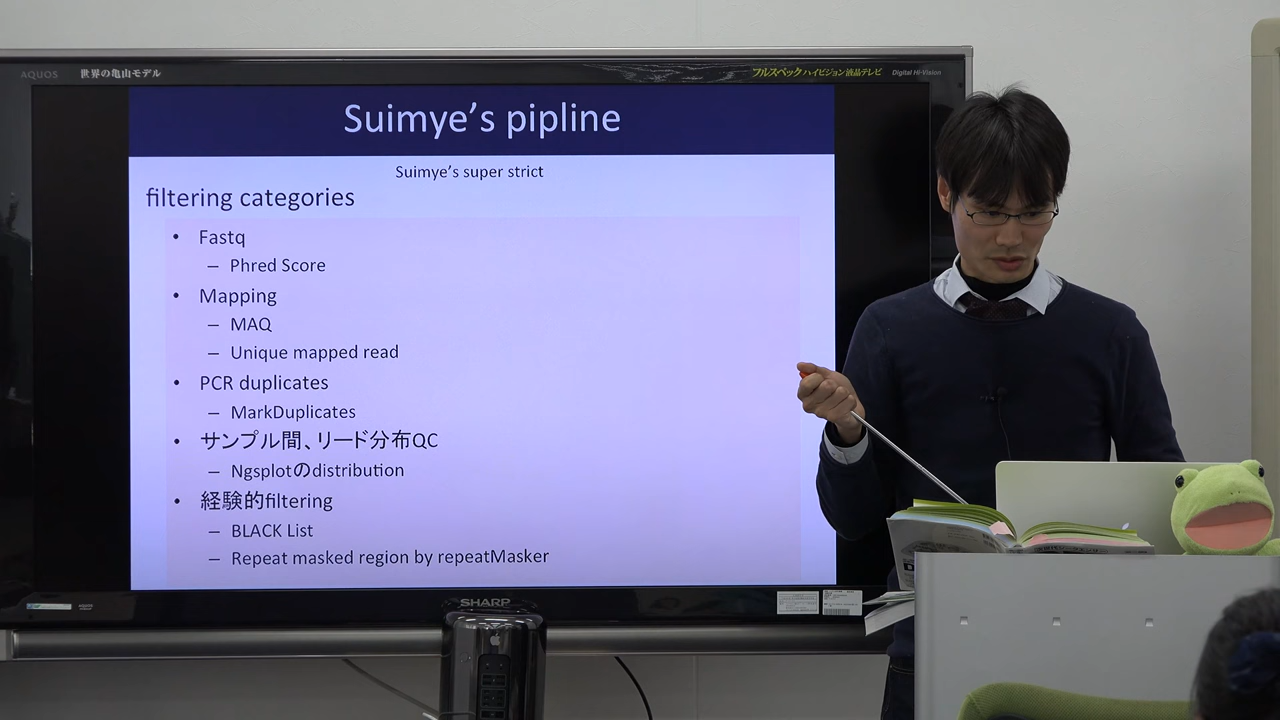 AQUOS 世界の亀山モデル
フルスペックハイビジョン液晶テレビ Digital Hi-Vision
Suimye's pipline
Suimye's super strict
filtering categories
• Fastq
– Phred Score
• Mapping
– MAQ
– Unique mapped read
• PCR duplicates
– MarkDuplicates
• サンプル間、リード分布QC
– Ngsplotのdistribution
• 経験的filtering
– BLACK List
– Repeat masked region by repeatMasker
SHARP